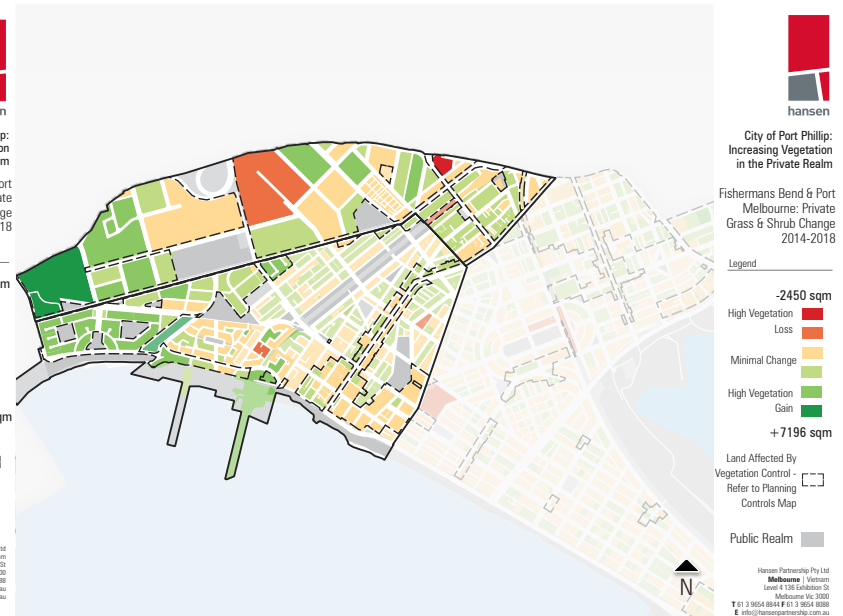 hansen
City of Port Phillip:
Increasing Vegetation
in the Private Realm
Fishermans Bend & Port
Melbourne: Private
Grass & Shrub Change
2014-2018
Legend
-2450 sqm
High Vegetation
Loss
Minimal Change
High Vegetation
Gain
+7196 sqm
Land Affected By
Vegetation Control -
Refer to Planning
Controls Map
Public Realm
Hansen Partnership Pty Ltd
Melbourne | Vietnam
Level 4 136 Exhibition St
Melbourne Vic 3000
T 61 3 9654 8844 F 61 3 9654 8088
E info@hansenpartnership.com.au
N